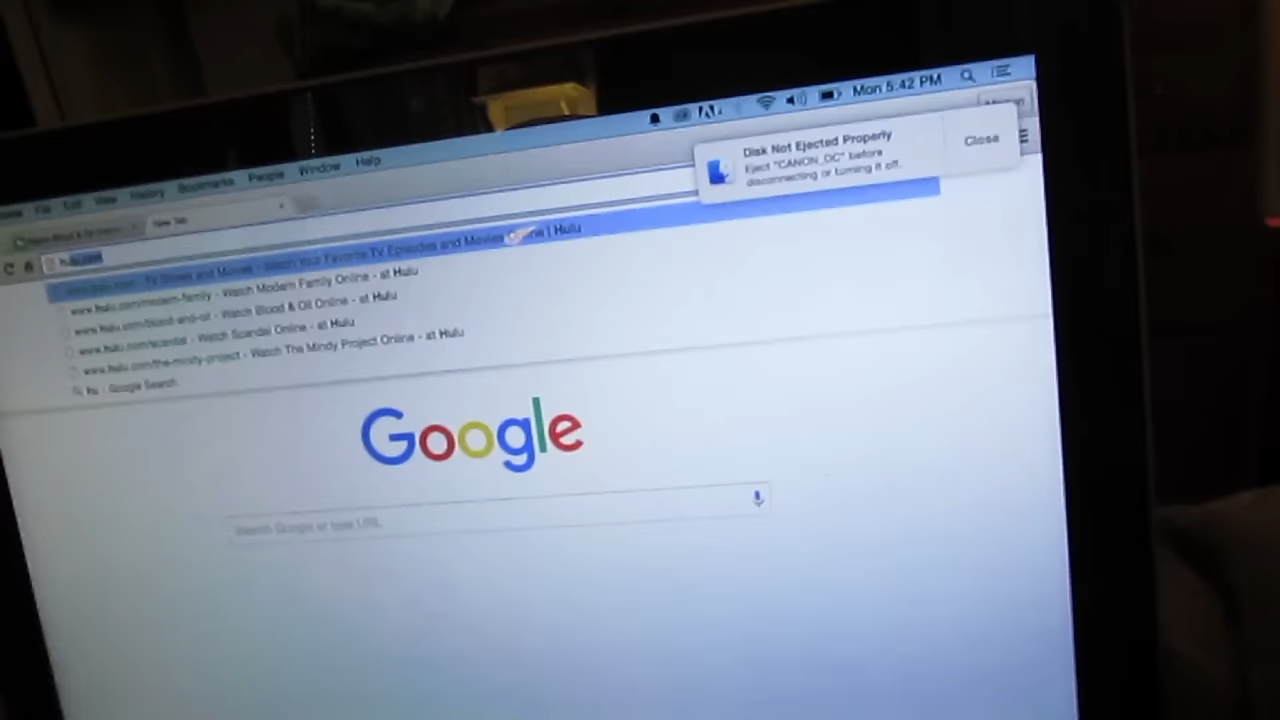 File Edit View History Bookmarks People Window Help
Mon 5:42 PM
Disk Not Ejected Properly
Eject "CANON_DC" before
disconnecting or turning it off.
Close
New Tab
hulu.com
TV Shows and Movies - Watch Your Favorite TV Episodes and Movies Online | Hulu
www.hulu.com/modern-family - Watch Modern Family Online - at Hulu
www.hulu.com/blood-and-oil - Watch Blood & Oil Online - at Hulu
www.hulu.com/scandal - Watch Scandal Online - at Hulu
www.hulu.com/the-mindy-project - Watch The Mindy Project Online - at Hulu
hu - Google Search
Google
Search Google or type URL